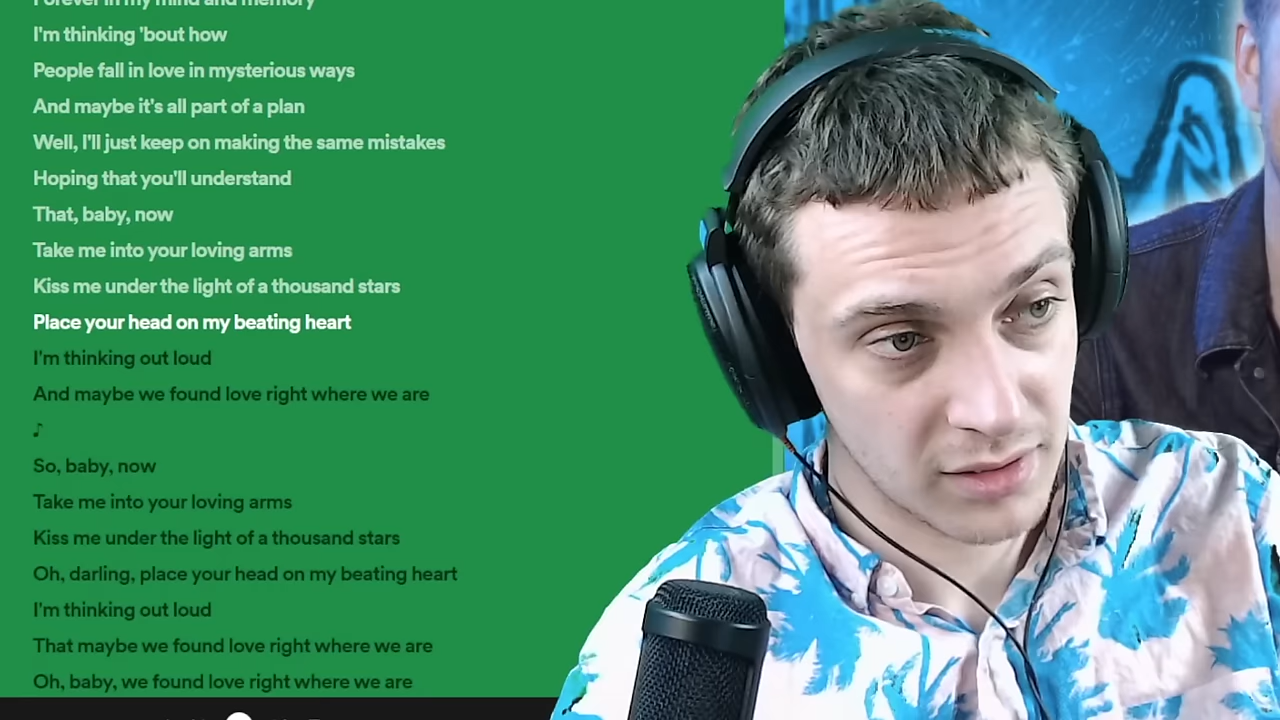 Forever in my mind and memory
I'm thinking 'bout how
People fall in love in mysterious ways
And maybe it's all part of a plan
Well, I'll just keep on making the same mistakes
Hoping that you'll understand
That, baby, now
Take me into your loving arms
Kiss me under the light of a thousand stars
Place your head on my beating heart
I'm thinking out loud
And maybe we found love right where we are
♪
So, baby, now
Take me into your loving arms
Kiss me under the light of a thousand stars
Oh, darling, place your head on my beating heart
I'm thinking out loud
That maybe we found love right where we are
Oh, baby, we found love right where we are